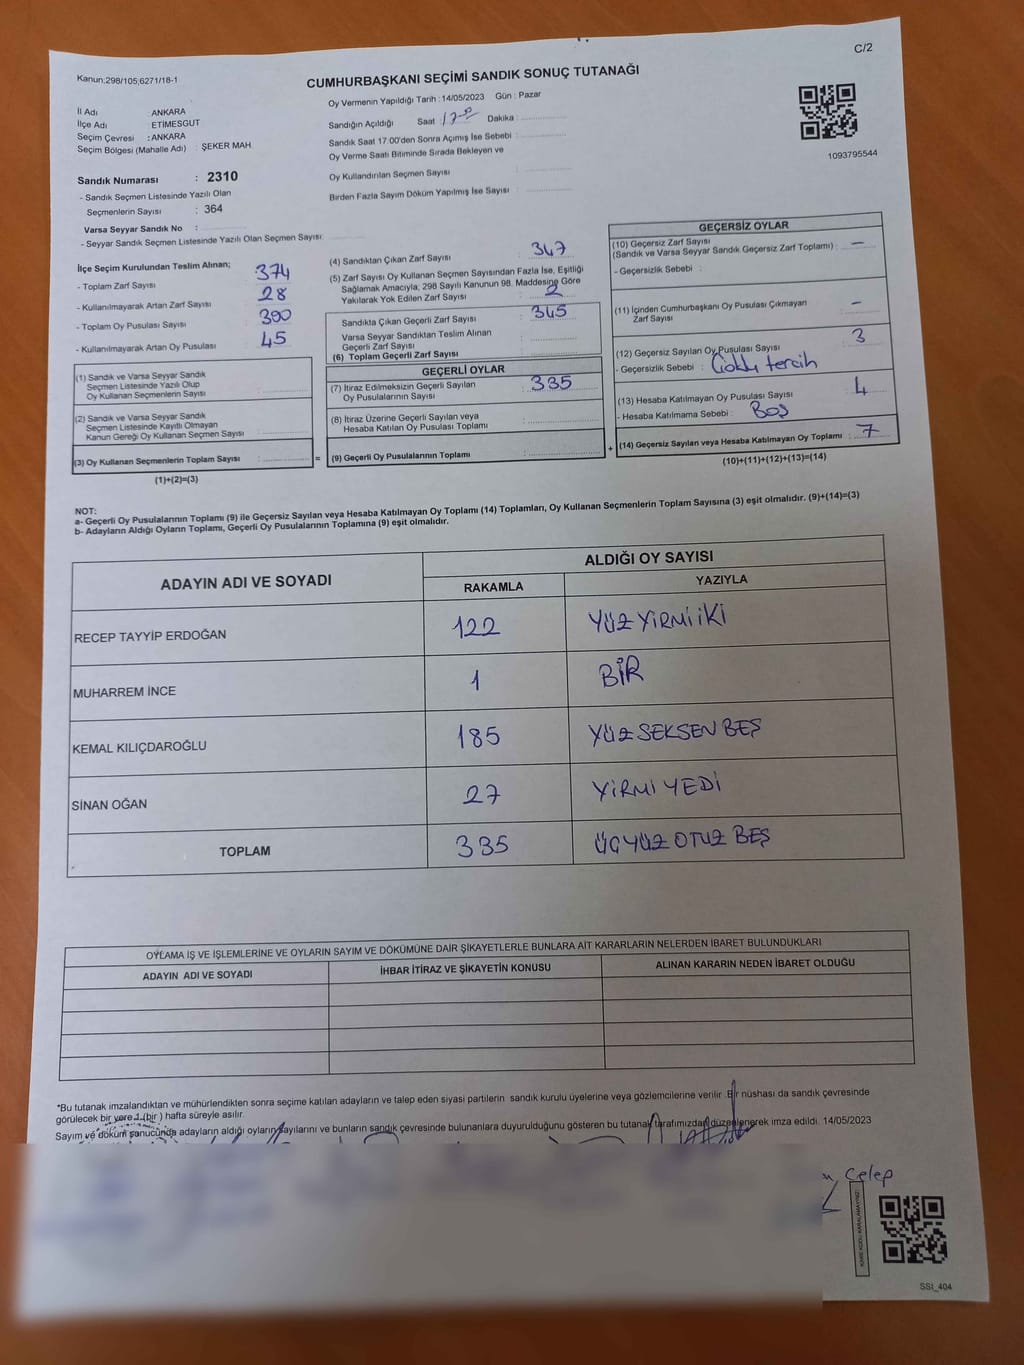 C/2
Kanun:298/105;6271/18-1
CUMHURBAŞKANI SEÇİMİ SANDIK SONUÇ TUTANAĞI
İl Adı : ANKARA
İlçe Adı : ETİMESGUT
Seçim Çevresi : ANKARA
Seçim Bölgesi (Mahalle Adı) : ŞEKER MAH.
Oy Vermenin Yapıldığı Tarih : 14/05/2023 Gün : Pazar
Sandığın Açıldığı Saat 17 Dakika :
Sandık Saat 17:00'den Sonra Açımış İse Sebebi :
Oy Verme Saati Bitiminde Sırada Bekleyen ve
Oy Kullandırılan Seçmen Sayısı :
Birden Fazla Sayım Döküm Yapılmış İse Sayısı :
1093795544
Sandık Numarası : 2310
- Sandık Seçmen Listesinde Yazılı Olan
Seçmenlerin Sayısı : 364
Varsa Seyyar Sandık No :
- Seyyar Sandık Seçmen Listesinde Yazılı Olan Seçmen Sayısı:
İlçe Seçim Kurulundan Teslim Alınan;
- Toplam Zarf Sayısı : 374
- Kullanılmayarak Artan Zarf Sayısı : 28
- Toplam Oy Pusulası Sayısı : 390
- Kullanılmayarak Artan Oy Pusulası : 45
(1) Sandık ve Varsa Seyyar Sandık
Seçmen Listesinde Yazılı Olup
Oy Kullanan Seçmenlerin Sayısı :
(2) Sandık ve Varsa Seyyar Sandık
Seçmen Listesinde Kayıtlı Olmayan
Kanun Gereği Oy Kullanan Seçmen Sayısı :
(3) Oy Kullanan Seçmenlerin Toplam Sayısı :
(1)+(2)=(3)
(4) Sandıktan Çıkan Zarf Sayısı : 347
(5) Zarf Sayısı Oy Kullanan Seçmen Sayısından Fazla İse, Eşitliği
Sağlamak Amacıyla, 298 Sayılı Kanunun 98. Maddesine Göre
Yakılarak Yok Edilen Zarf Sayısı : 2
Sandıkta Çıkan Geçerli Zarf Sayısı : 345
Varsa Seyyar Sandıktan Teslim Alınan
Geçerli Zarf Sayısı :
(6) Toplam Geçerli Zarf Sayısı :
GEÇERLİ OYLAR
(7) İtiraz Edilmeksizin Geçerli Sayılan
Oy Pusulalarının Sayısı : 335
(8) İtiraz Üzerine Geçerli Sayılan veya
Hesaba Katılan Oy Pusulası Toplamı :
= (9) Geçerli Oy Pusulalarının Toplamı :
GEÇERSİZ OYLAR
(10) Geçersiz Zarf Sayısı
(Sandık ve Varsa Seyyar Sandık Geçersiz Zarf Toplamı) : –
- Geçersizlik Sebebi :
(11) İçinden Cumhurbaşkanı Oy Pusulası Çıkmayan
Zarf Sayısı : –
(12) Geçersiz Sayılan Oy Pusulası Sayısı : 3
- Geçersizlik Sebebi : Çoklu tercih
(13) Hesaba Katılmayan Oy Pusulası Sayısı : 4
- Hesaba Katılmama Sebebi : Boş
+ (14) Geçersiz Sayılan veya Hesaba Katılmayan Oy Toplamı : 7
(10)+(11)+(12)+(13)=(14)
NOT:
a- Geçerli Oy Pusulalarının Toplamı (9) ile Geçersiz Sayılan veya Hesaba Katılmayan Oy Toplamı (14) Toplamları, Oy Kullanan Seçmenlerin Toplam Sayısına (3) eşit olmalıdır. (9)+(14)=(3)
b- Adayların Aldığı Oyların Toplamı, Geçerli Oy Pusulalarının Toplamına (9) eşit olmalıdır.
ADAYIN ADI VE SOYADI ALDIĞI OY SAYISI
RAKAMLA YAZIYLA
RECEP TAYYİP ERDOĞAN 122 YÜZ YİRMİ İKİ
MUHARREM İNCE 1 BİR
KEMAL KILIÇDAROĞLU 185 YÜZ SEKSEN BEŞ
SİNAN OĞAN 27 YİRMİ YEDİ
TOPLAM 335 ÜÇ YÜZ OTUZ BEŞ
OYLAMA İŞ VE İŞLEMLERİNE VE OYLARIN SAYIM VE DÖKÜMÜNE DAİR ŞİKAYETLERLE BUNLARA AİT KARARLARIN NELERDEN İBARET BULUNDUKLARI
ADAYIN ADI VE SOYADI İHBAR İTİRAZ VE ŞİKAYETİN KONUSU ALINAN KARARIN NEDEN İBARET OLDUĞU
*Bu tutanak imzalandıktan ve mühürlendikten sonra seçime katılan adayların ve talep eden siyasi partilerin sandık kurulu üyelerine veya gözlemcilerine verilir. Bir nüshası da sandık çevresinde
görülecek bir yere 1 (bir ) hafta süreyle asılır.
Sayım ve döküm sonucunda adayların aldığı oyların sayılarını ve bunların sandık çevresinde bulunanlara duyurulduğunu gösteren bu tutanak tarafımızdan düzenlenerek imza edildi. 14/05/2023
Celep
KARE KODU KARALAMAYINIZ!
SSI_404